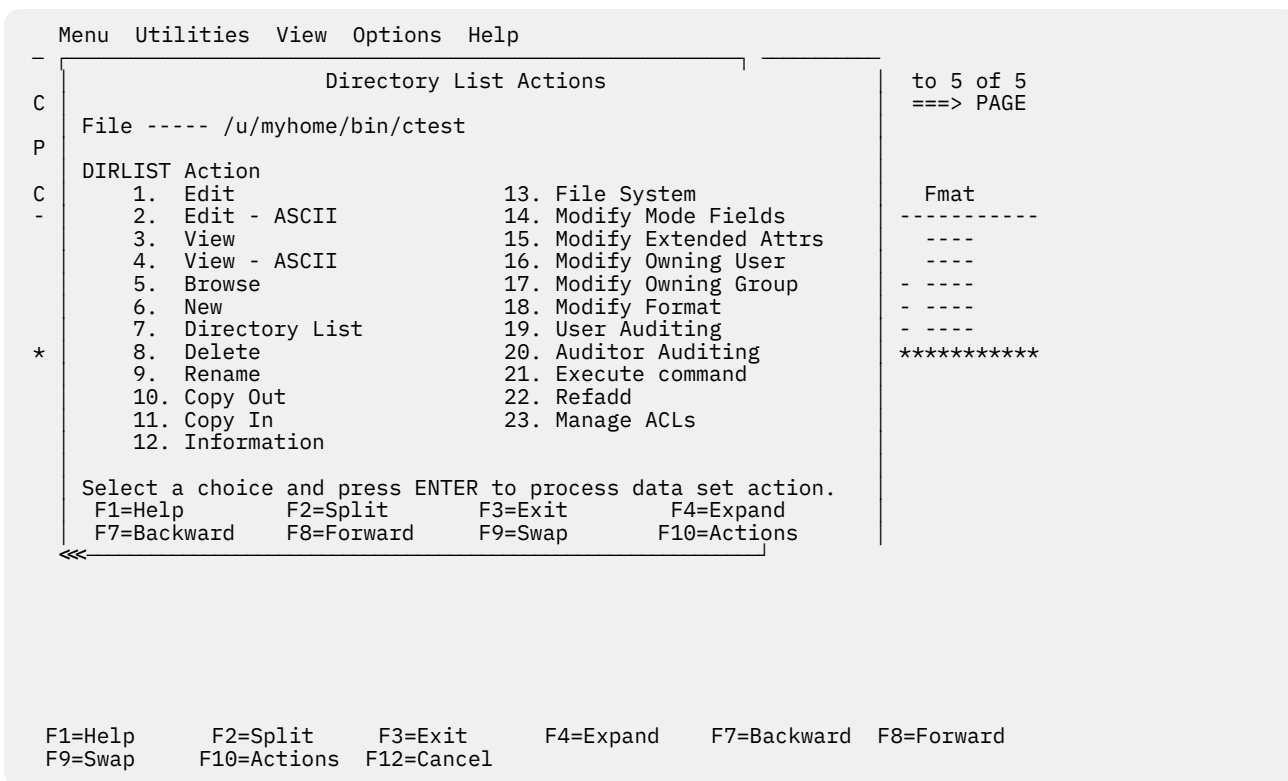 Menu  Utilities  View  Options  Help
Directory List Actions    to 5 of 5
C    ===> PAGE
File ----- /u/myhome/bin/ctest
P
DIRLIST Action
C    1.  Edit    13. File System    Fmat
-    2.  Edit - ASCII    14. Modify Mode Fields    -----------
3.  View    15. Modify Extended Attrs    ----
4.  View - ASCII    16. Modify Owning User    ----
5.  Browse    17. Modify Owning Group    - ----
6.  New    18. Modify Format    - ----
7.  Directory List    19. User Auditing    - ----
*    8.  Delete    20. Auditor Auditing    ***********
9.  Rename    21. Execute command
10. Copy Out    22. Refadd
11. Copy In    23. Manage ACLs
12. Information
Select a choice and press ENTER to process data set action.
F1=Help    F2=Split    F3=Exit    F4=Expand
F7=Backward    F8=Forward    F9=Swap    F10=Actions
F1=Help    F2=Split    F3=Exit    F4=Expand    F7=Backward    F8=Forward
F9=Swap    F10=Actions    F12=Cancel